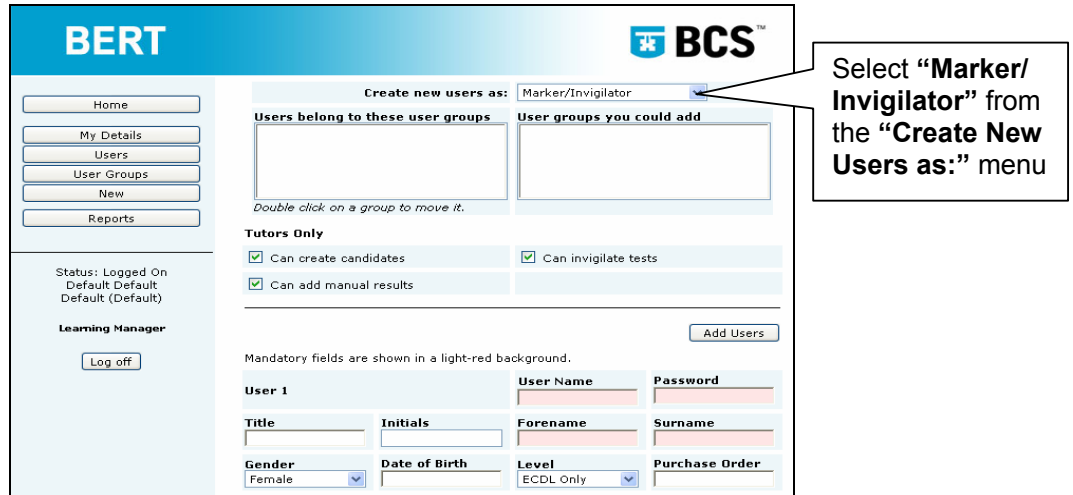 BERT
BCS™
Home
My Details
Users
User Groups
New
Reports
Status: Logged On
Default Default
Default (Default)
Learning Manager
Log off
Create new users as: Marker/Invigilator
Users belong to these user groups User groups you could add
Double click on a group to move it.
Tutors Only
Can create candidates Can invigilate tests
Can add manual results
Add Users
Mandatory fields are shown in a light-red background.
User 1 User Name Password
Title Initials Forename Surname
Gender Date of Birth Level Purchase Order
Female ECDL Only
Select “Marker/
Invigilator” from
the “Create New
Users as:” menu